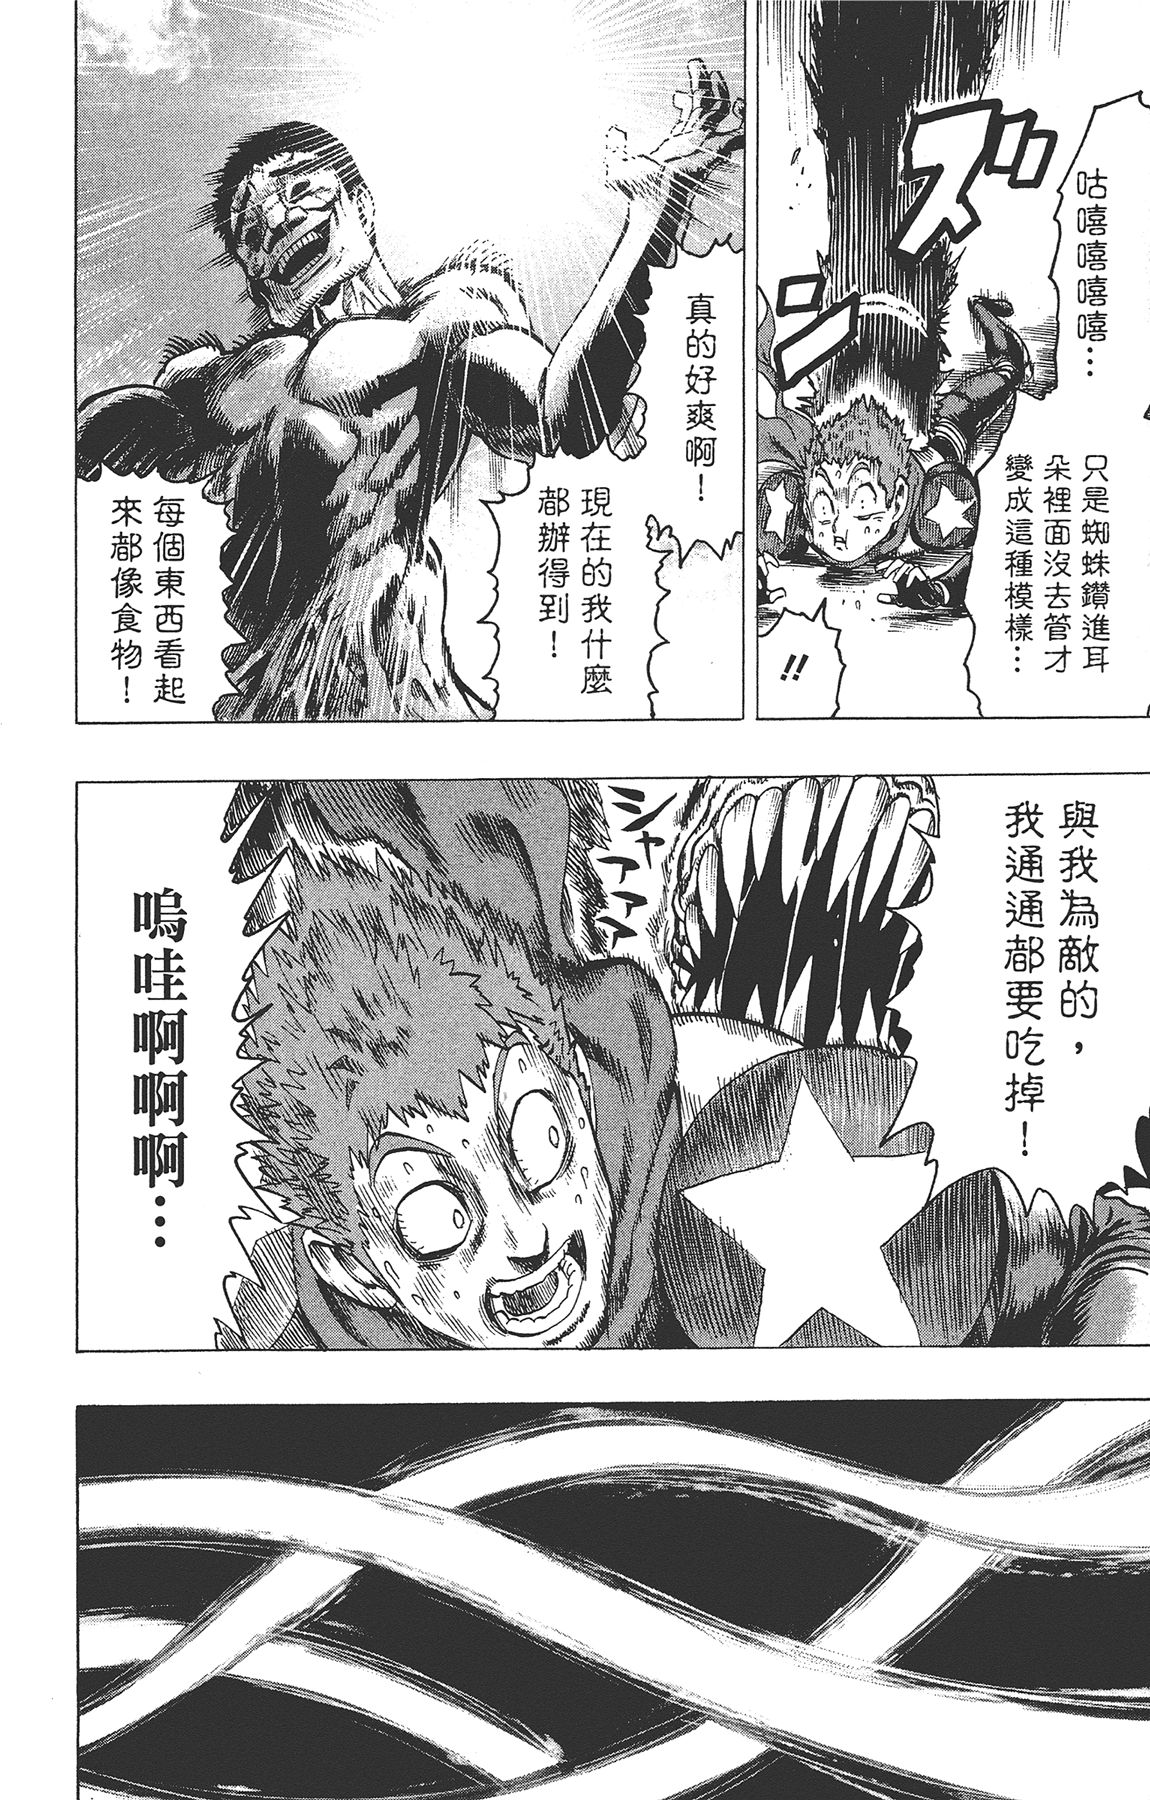 咕嘻嘻嘻嘻…
只是蜘蛛鑽進耳
朵裡面沒去管才
變成這種模樣…
ズン
!!
真的好爽啊！
現在的我什麼
都辦得到！
每個東西看起
來都像食物！
與我為敵的，
我通通都要吃掉！
シャアアア
嗚哇啊啊啊…